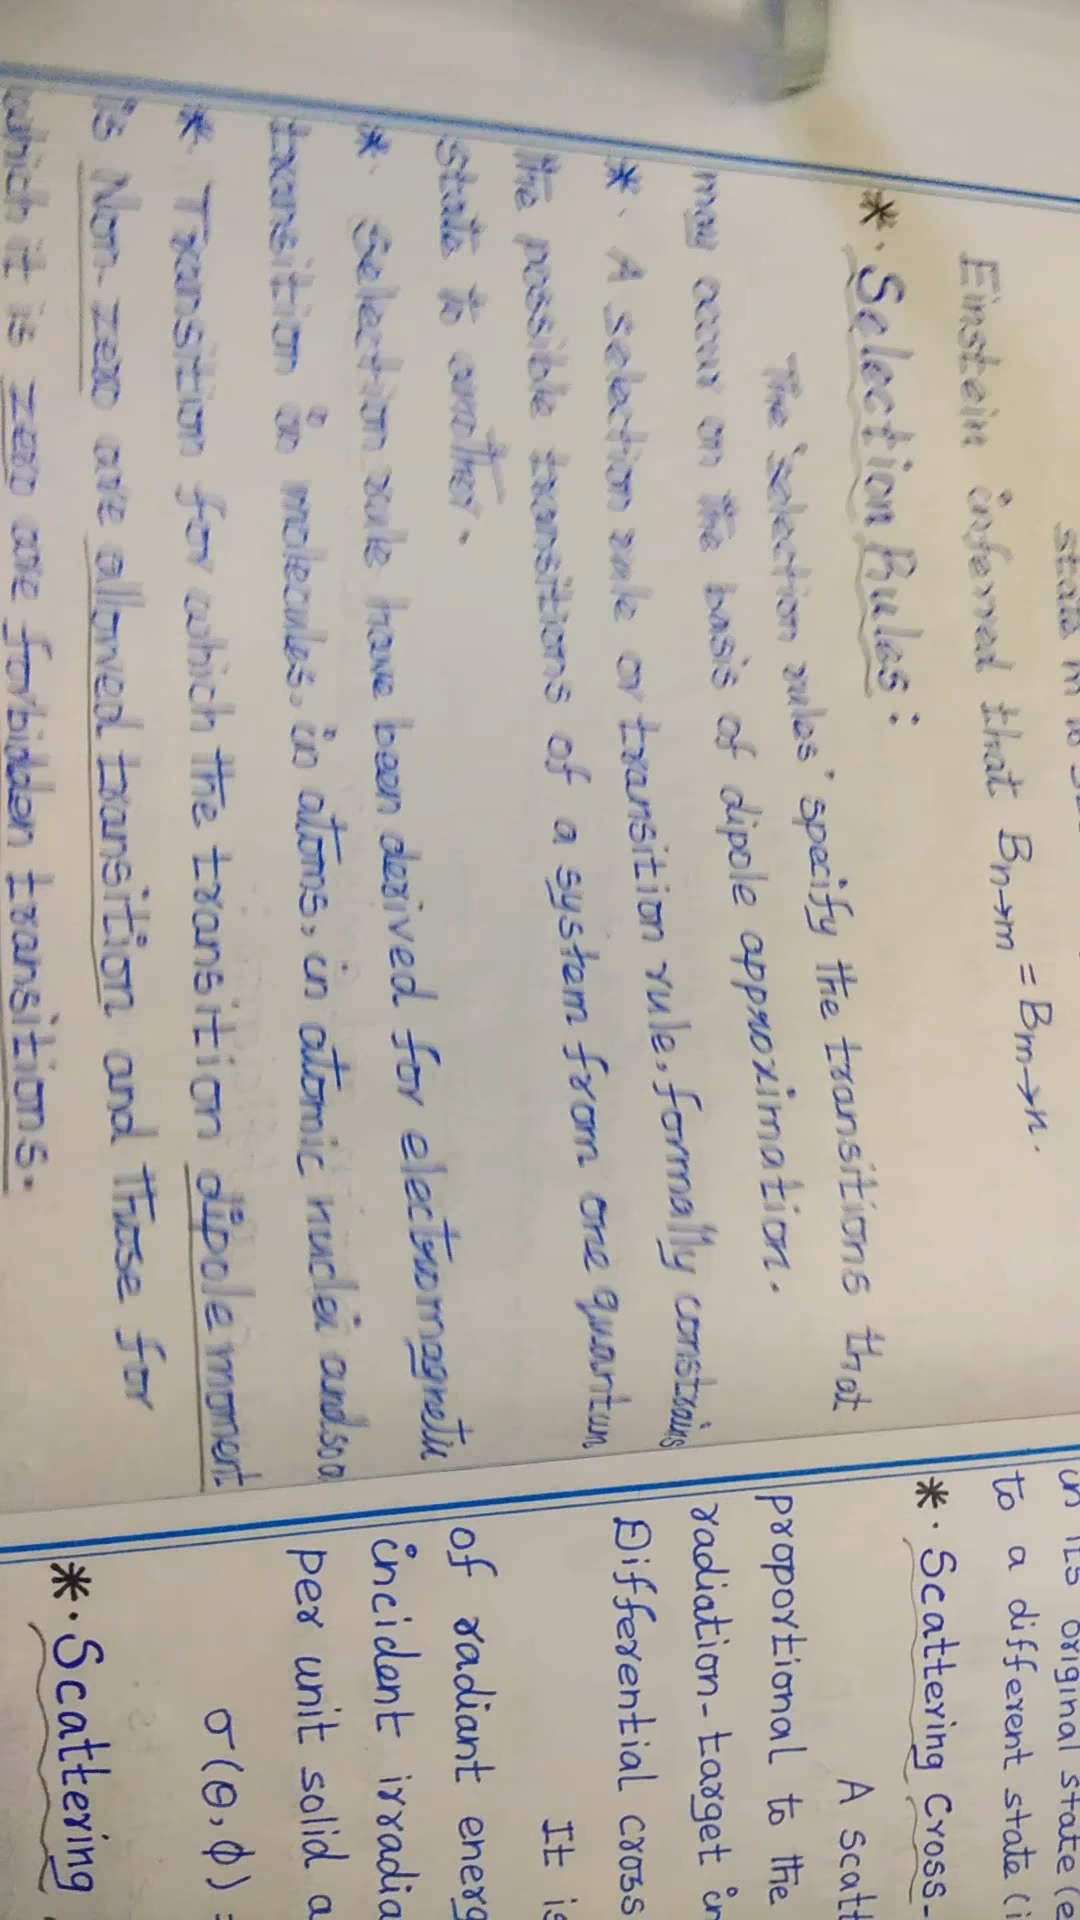 state m to
Einstein inferred that Bn→m = Bm→n.
*. Selection Rules:
The 'selection rules' specify the transitions that
may occur on the basis of dipole approximation.
*. A selection rule or transition rule, formally constrains
the possible transitions of a system from one quantum
state to another.
*. Selection rule have been derived for electromagnetic
transition in molecules, in atoms, in atomic nuclei and so o
* Transition for which the transition dipole moment
is Non-zero are allowed transition and those for
which it is zero are forbidden transitions.
in its original state (e
to a different state (i
*. Scattering Cross-
A scatt
proportional to the
radiation-target in
Differential cross
It is
of radiant energ
incident irradia
per unit solid a
σ(θ,ϕ) =
*. Scattering